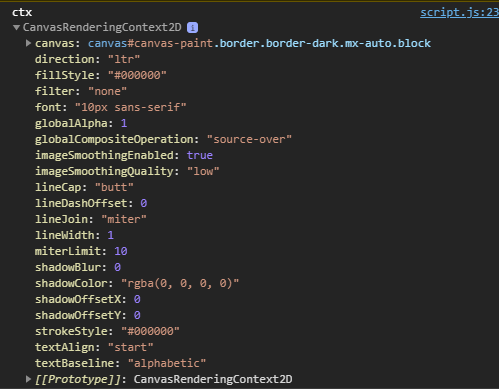 ctx script.js:23
CanvasRenderingContext2D i
canvas: canvas#canvas-paint.border.border-dark.mx-auto.block
direction: "ltr"
fillStyle: "#000000"
filter: "none"
font: "10px sans-serif"
globalAlpha: 1
globalCompositeOperation: "source-over"
imageSmoothingEnabled: true
imageSmoothingQuality: "low"
lineCap: "butt"
lineDashOffset: 0
lineJoin: "miter"
lineWidth: 1
miterLimit: 10
shadowBlur: 0
shadowColor: "rgba(0, 0, 0, 0)"
shadowOffsetX: 0
shadowOffsetY: 0
strokeStyle: "#000000"
textAlign: "start"
textBaseline: "alphabetic"
[[Prototype]]: CanvasRenderingContext2D